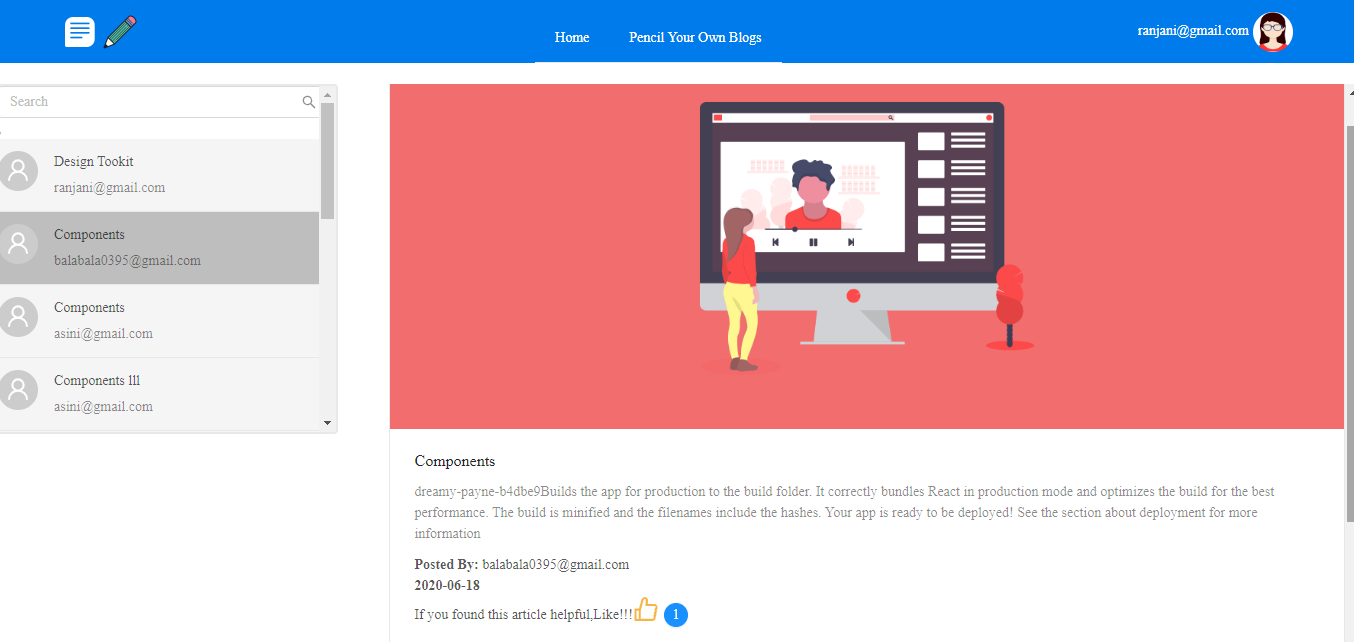 Home
Pencil Your Own Blogs
ranjani@gmail.com
Search
Design Tookit
ranjani@gmail.com
Components
balabala0395@gmail.com
Components
asini@gmail.com
Components lll
asini@gmail.com
Components
dreamy-payne-b4dbe9Builds the app for production to the build folder. It correctly bundles React in production mode and optimizes the build for the best
performance. The build is minified and the filenames include the hashes. Your app is ready to be deployed! See the section about deployment for more
information
Posted By: balabala0395@gmail.com
2020-06-18
If you found this article helpful,Like!!! 1